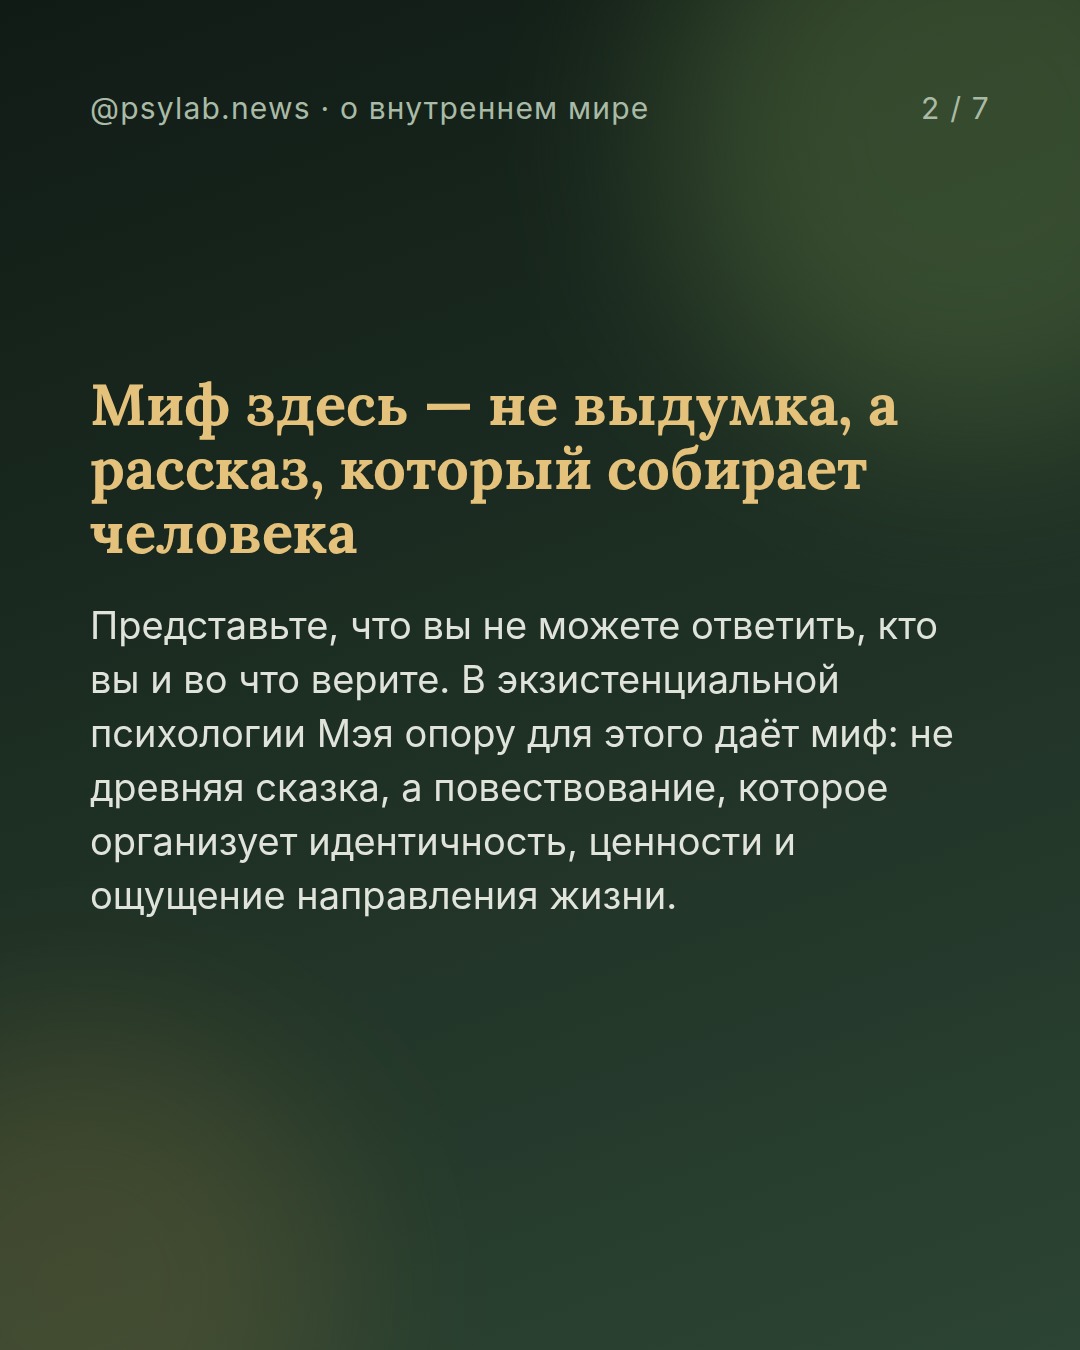 @psylab.news · о внутреннем мире
2 / 7
Миф здесь — не выдумка, а
рассказ, который собирает
человека
Представьте, что вы не можете ответить, кто
вы и во что верите. В экзистенциальной
психологии Мэя опору для этого даёт миф: не
древняя сказка, а повествование, которое
организует идентичность, ценности и
ощущение направления жизни.